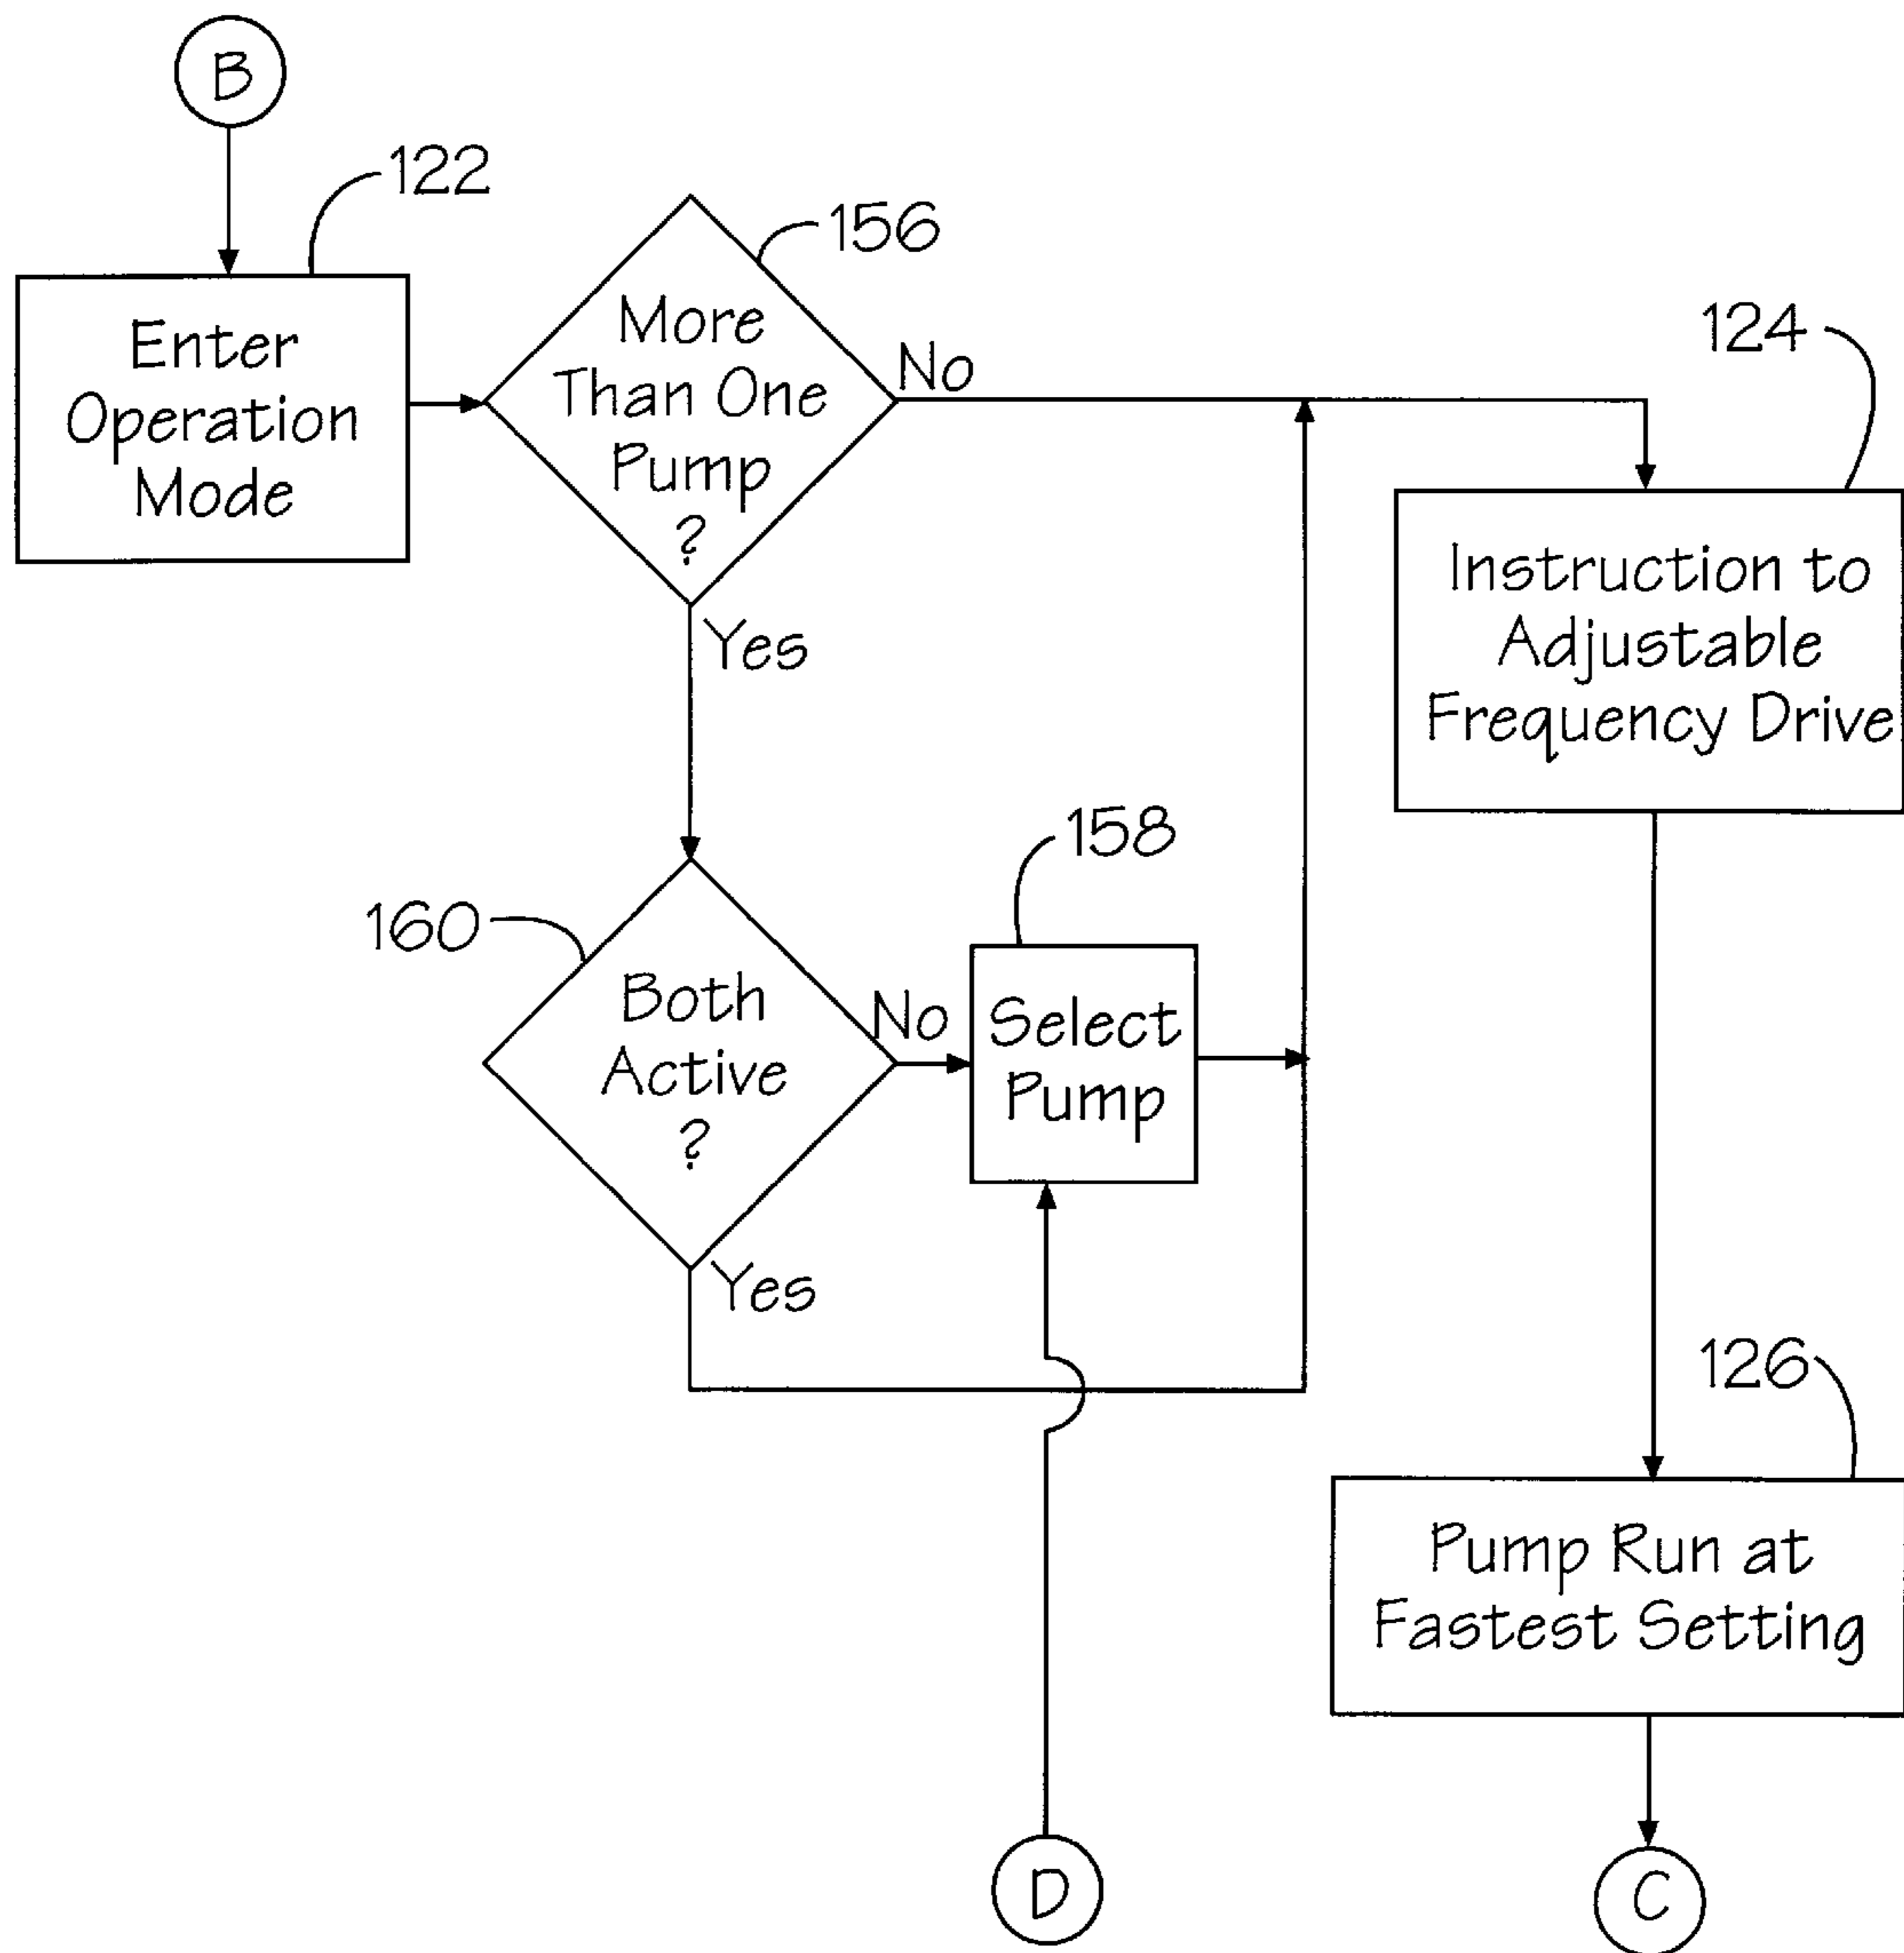 B
122
Enter
Operation
Mode
156
More
Than One
Pump
?
No
Yes
124
Instruction to
Adjustable
Frequency Drive
160
Both
Active
?
No
Yes
158
Select
Pump
126
Pump Run at
Fastest Setting
D
C